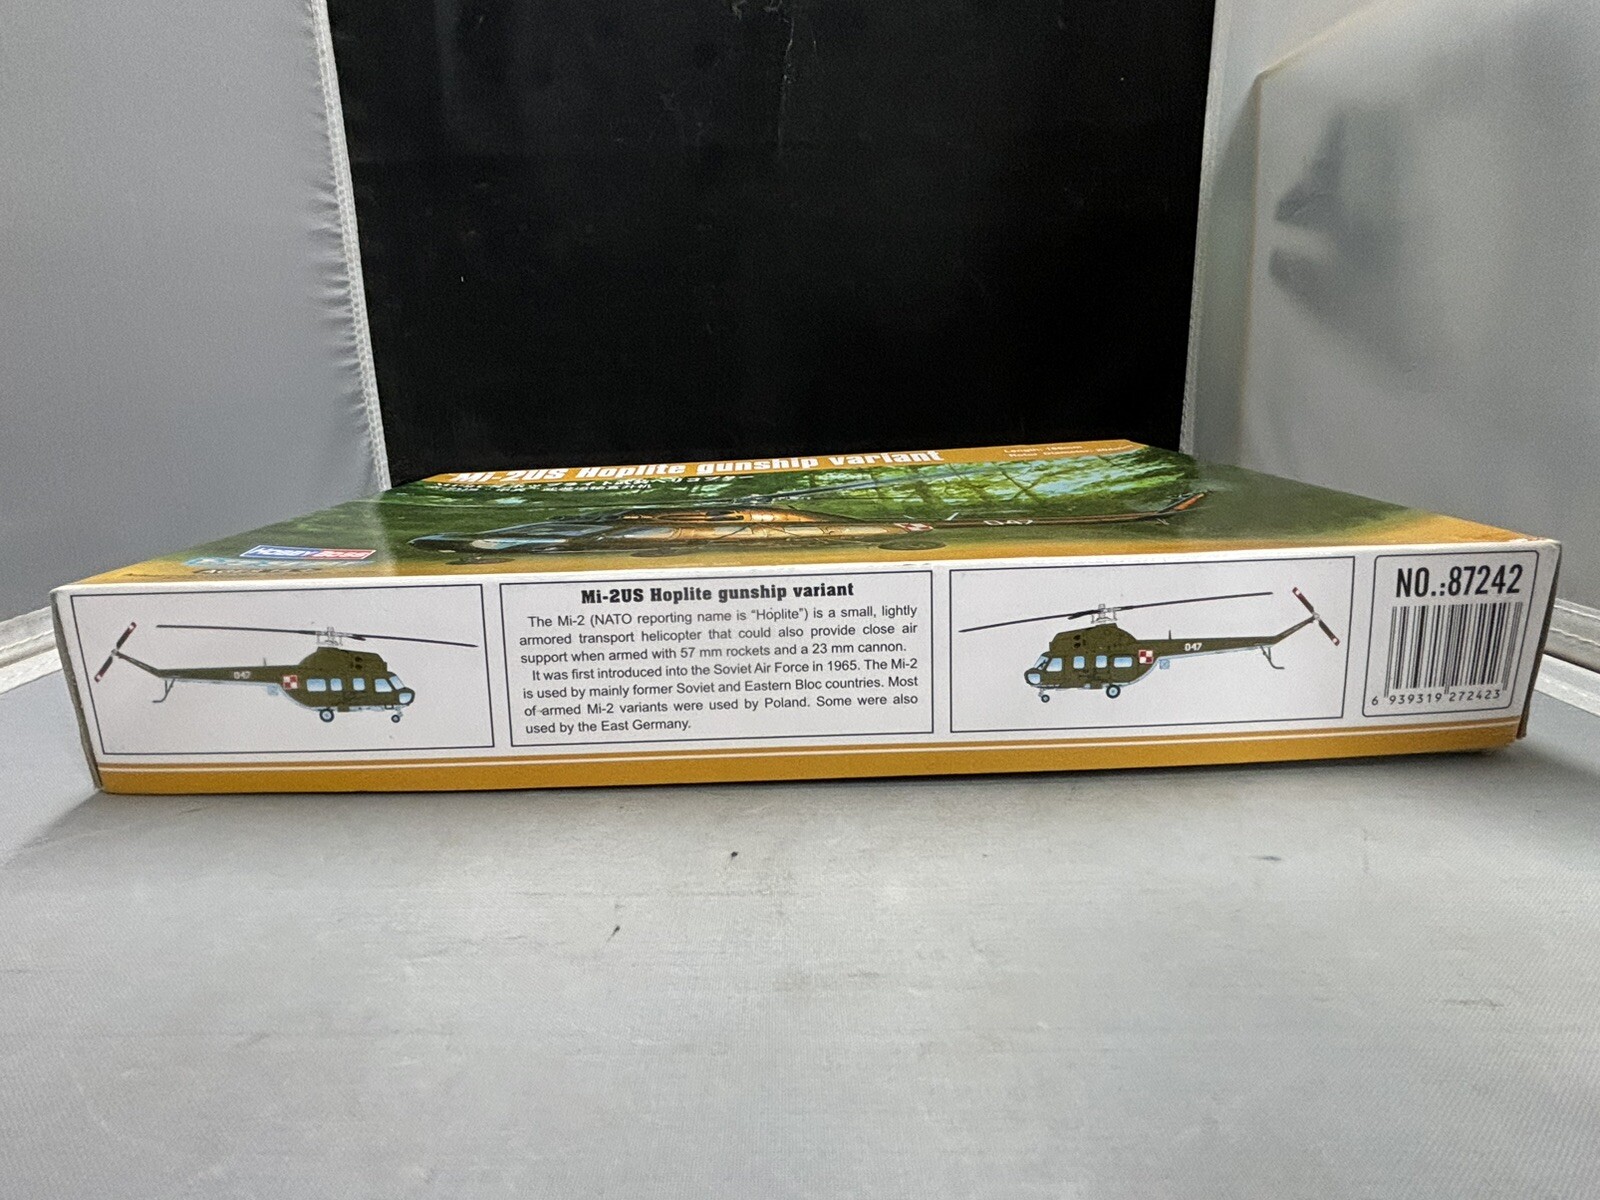 Mi-2US Hoplite gunship variant
047
HOBBY BOSS
Mi-2US Hoplite gunship variant
The Mi-2 (NATO reporting name is “Hoplite”) is a small, lightly
armored transport helicopter that could also provide close air
support when armed with 57 mm rockets and a 23 mm cannon.
It was first introduced into the Soviet Air Force in 1965. The Mi-2
is used by mainly former Soviet and Eastern Bloc countries. Most
of armed Mi-2 variants were used by Poland. Some were also
used by the East Germany.
047
047
NO.:87242
6 939319 272423